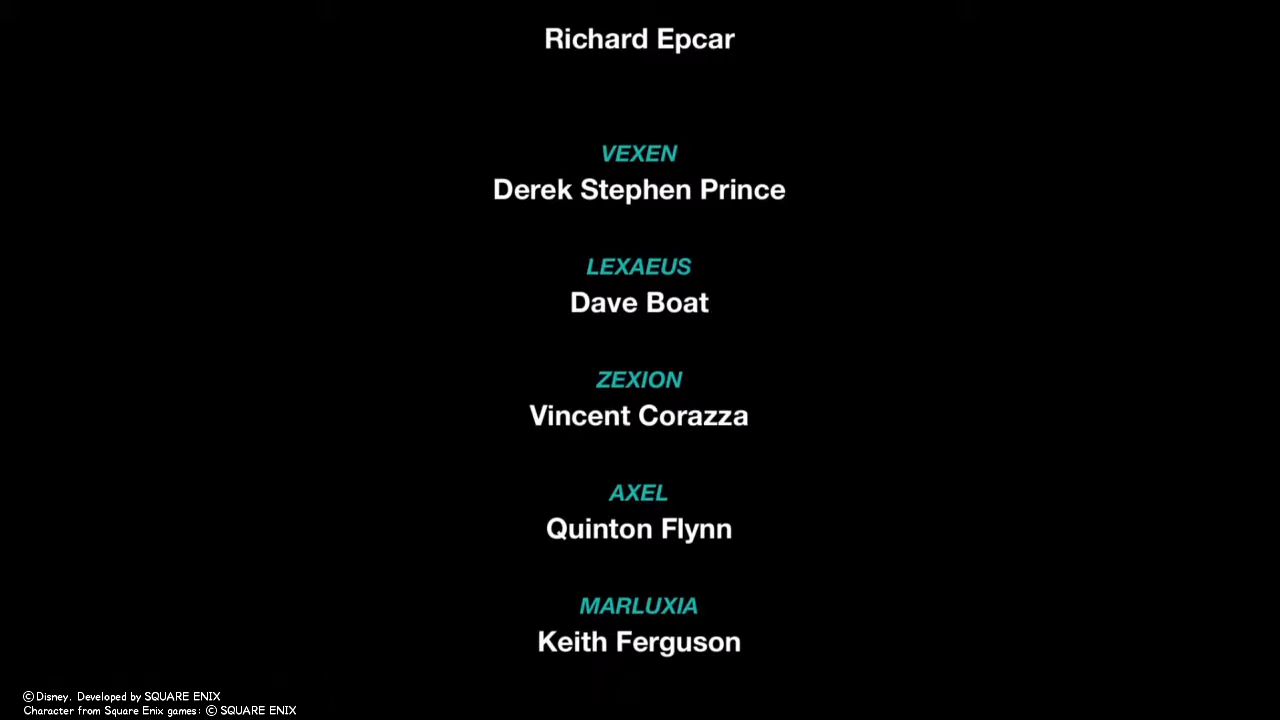 Richard Epcar
VEXEN
Derek Stephen Prince
LEXAEUS
Dave Boat
ZEXION
Vincent Corazza
AXEL
Quinton Flynn
MARLUXIA
Keith Ferguson
© Disney. Developed by SQUARE ENIX
Character from Square Enix games: © SQUARE ENIX